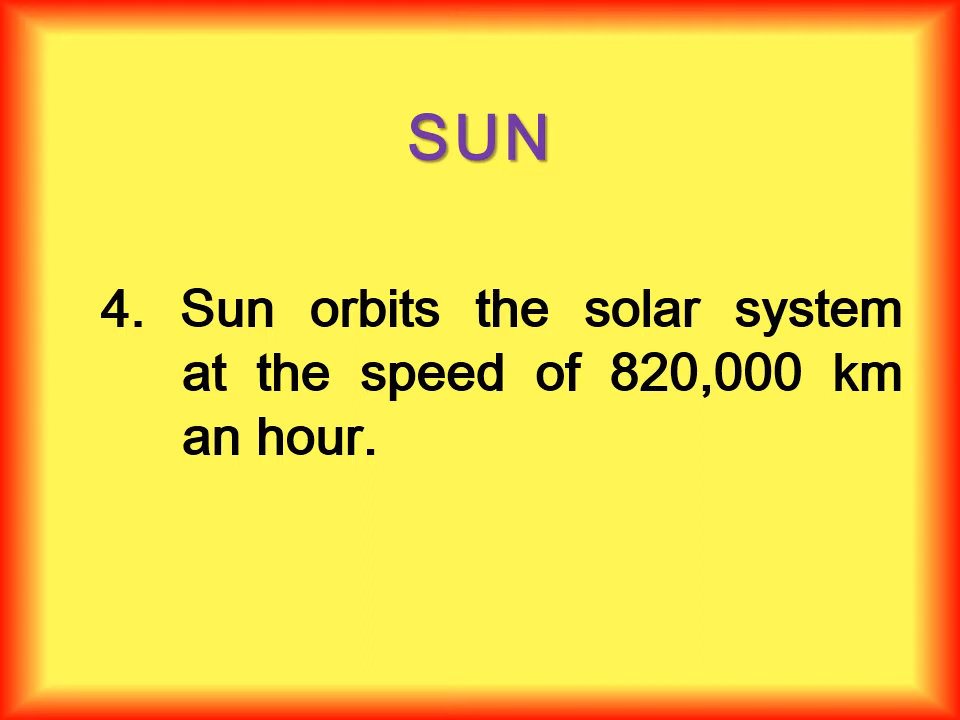 SUN
4. Sun orbits the solar system
at the speed of 820,000 km
an hour.